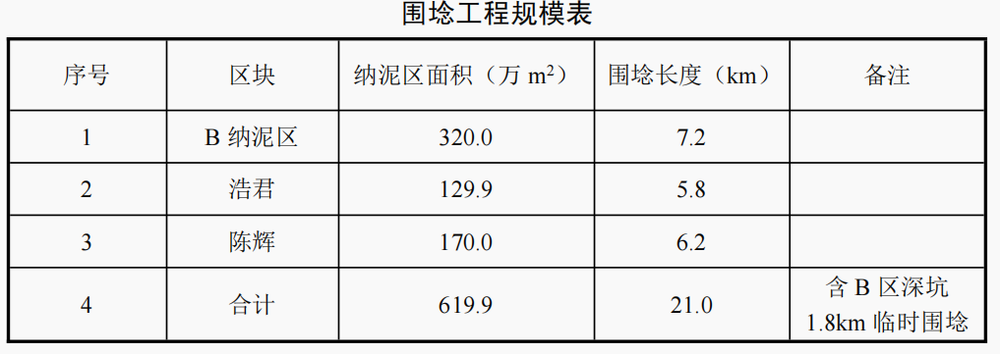 围埝工程规模表
序号 区块 纳泥区面积（万 m²） 围埝长度（km） 备注
1 B 纳泥区 320.0 7.2
2 浩君 129.9 5.8
3 陈辉 170.0 6.2
4 合计 619.9 21.0 含 B 区深坑
1.8km 临时围埝